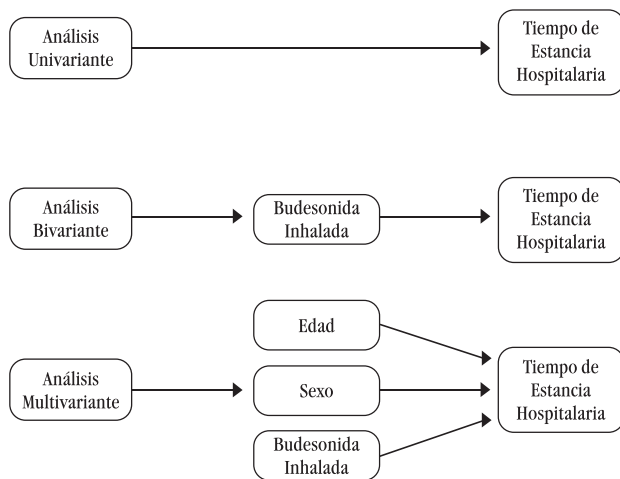 Análisis
Univariante
Tiempo de
Estancia
Hospitalaria
Análisis
Bivariante
Budesonida
Inhalada
Tiempo de
Estancia
Hospitalaria
Análisis
Multivariante
Edad
Sexo
Budesonida
Inhalada
Tiempo de
Estancia
Hospitalaria